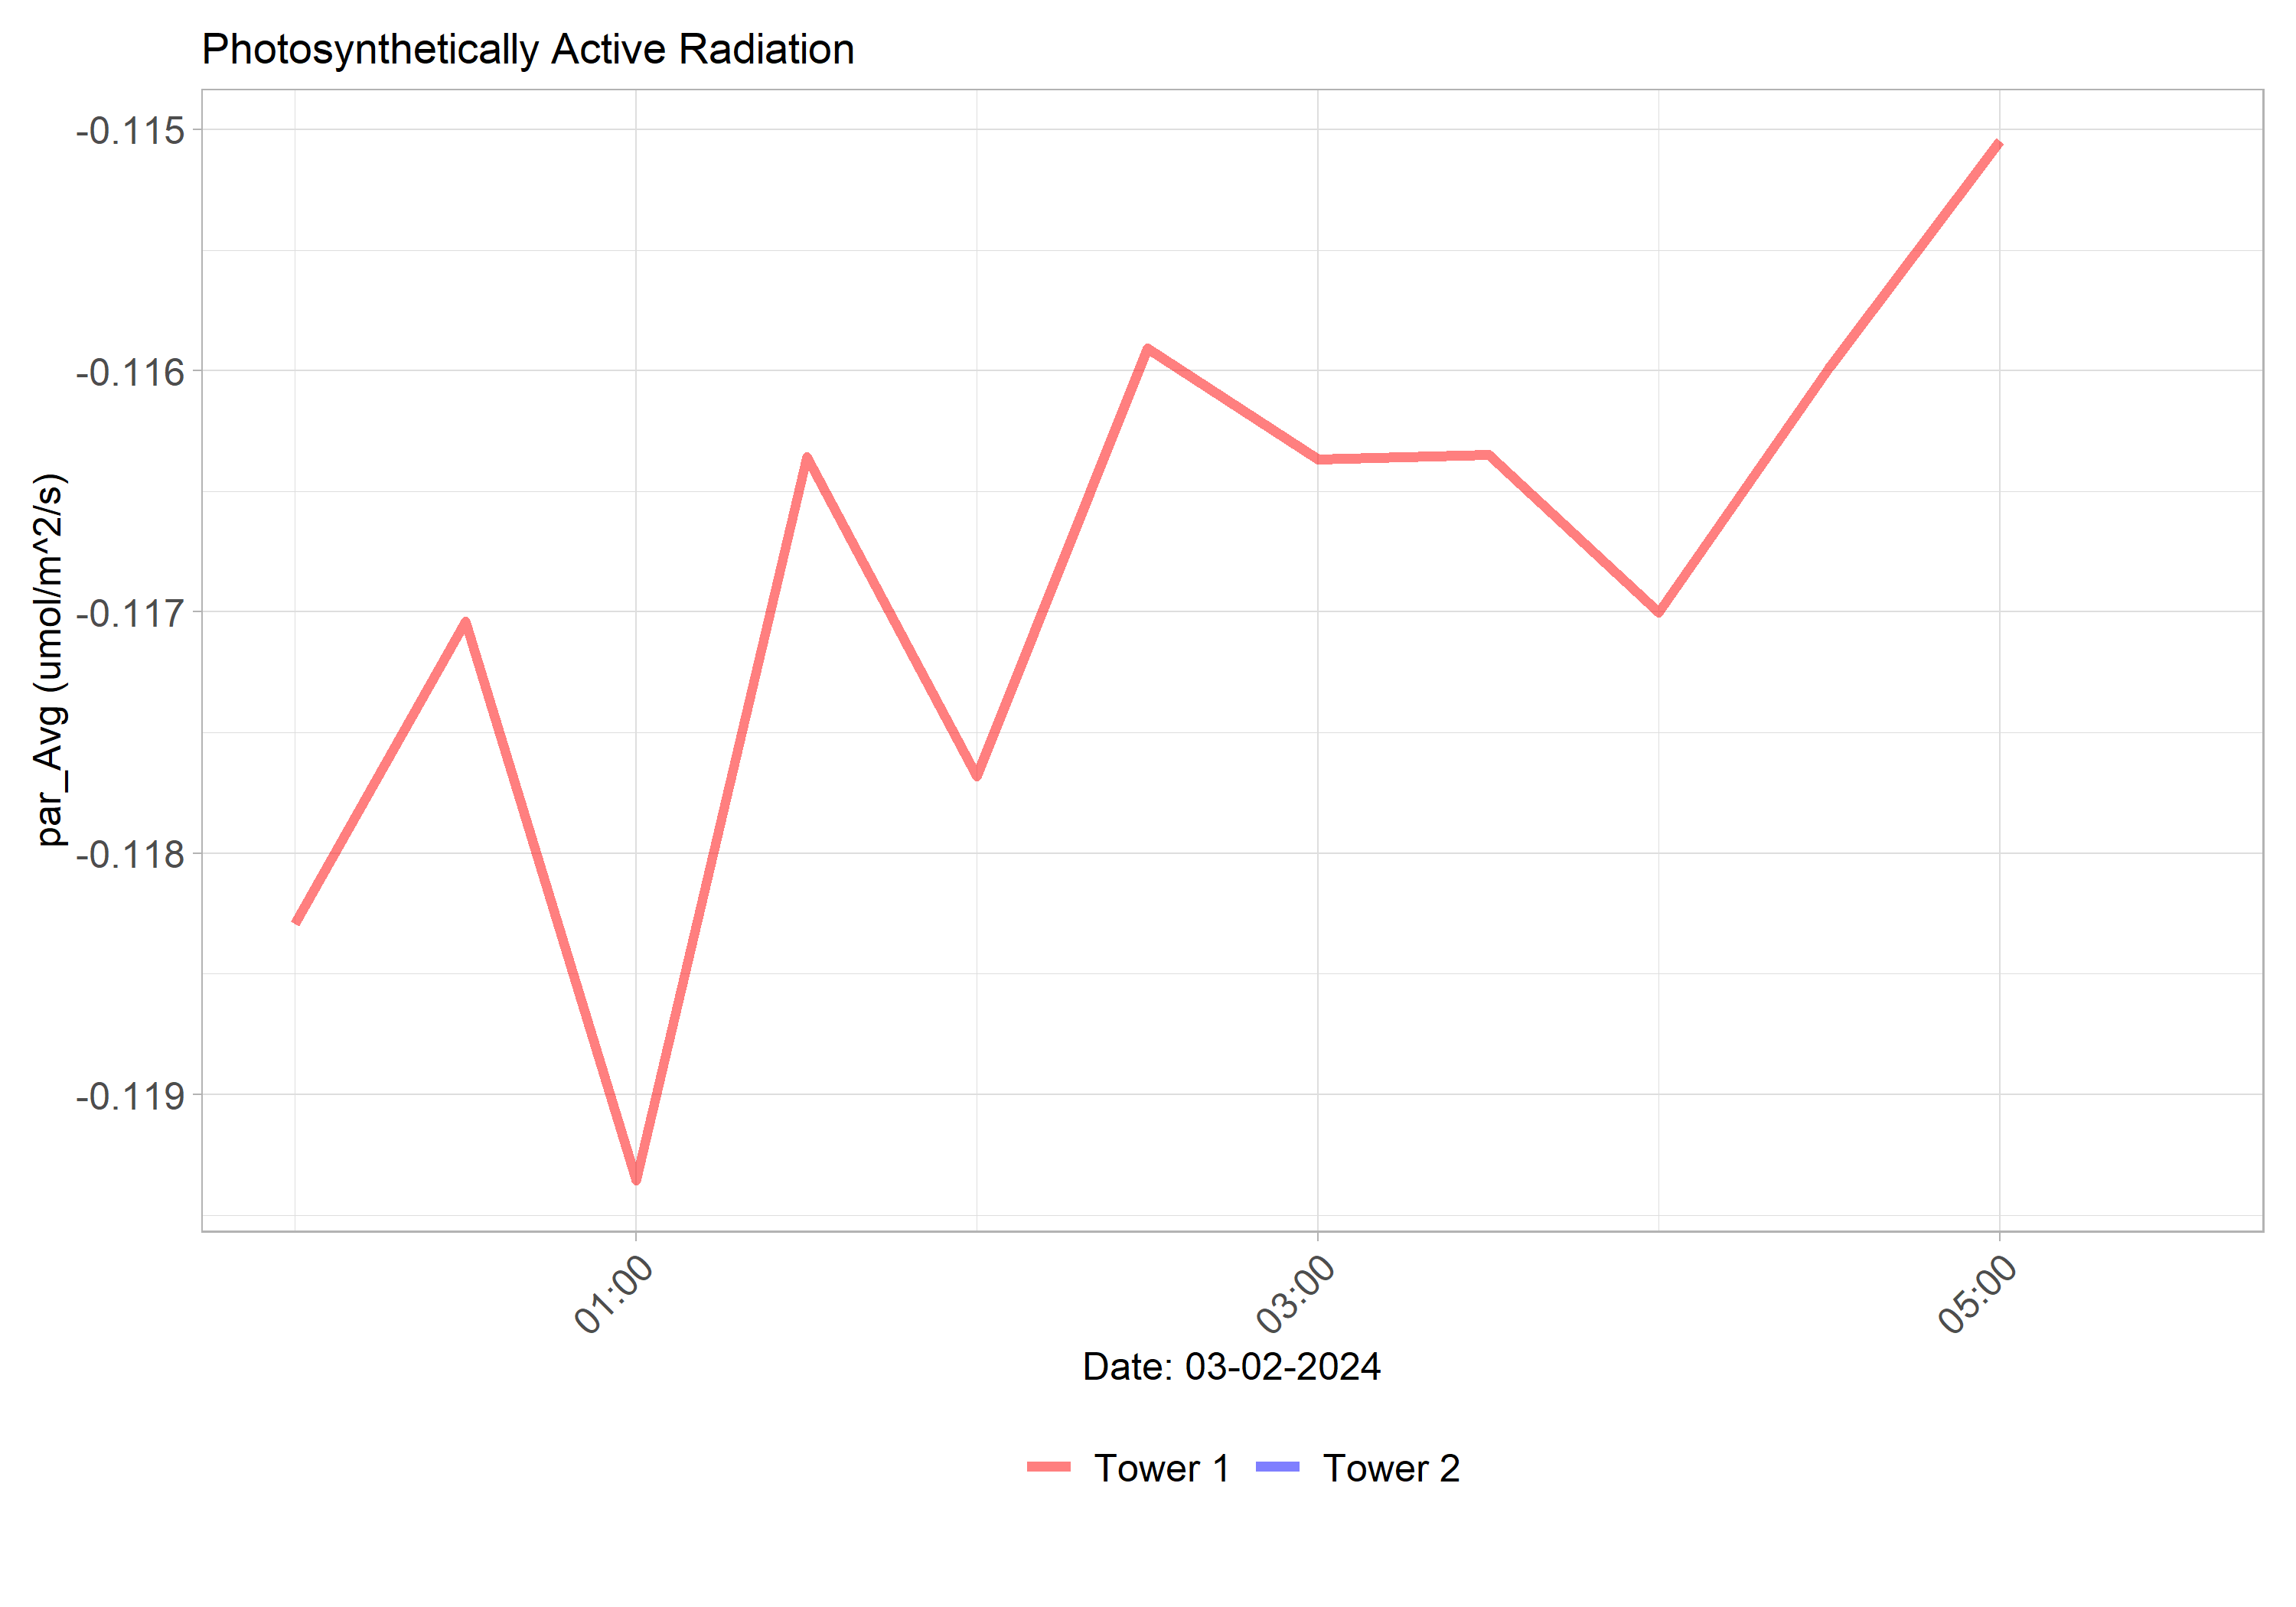 Photosynthetically Active Radiation
par_Avg (umol/m^2/s)
-0.115
-0.116
-0.117
-0.118
-0.119
01:00
03:00
05:00
Date: 03-02-2024
Tower 1
Tower 2